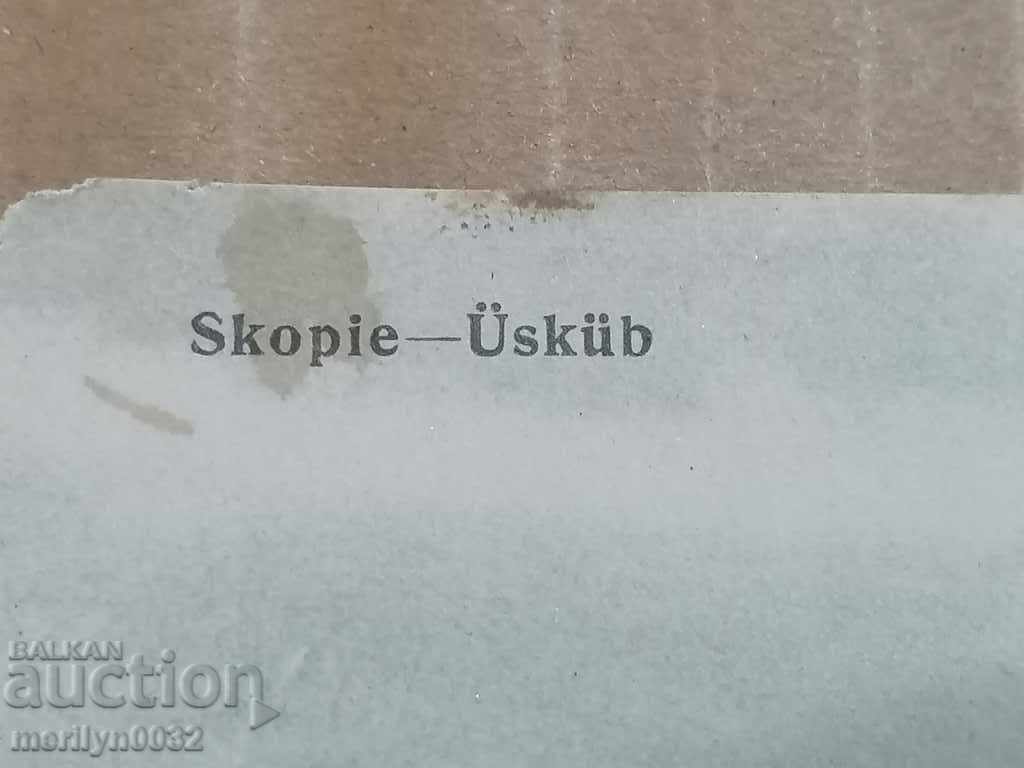 Skopie—Üsküb
BALKAN
auction
merilyn0032